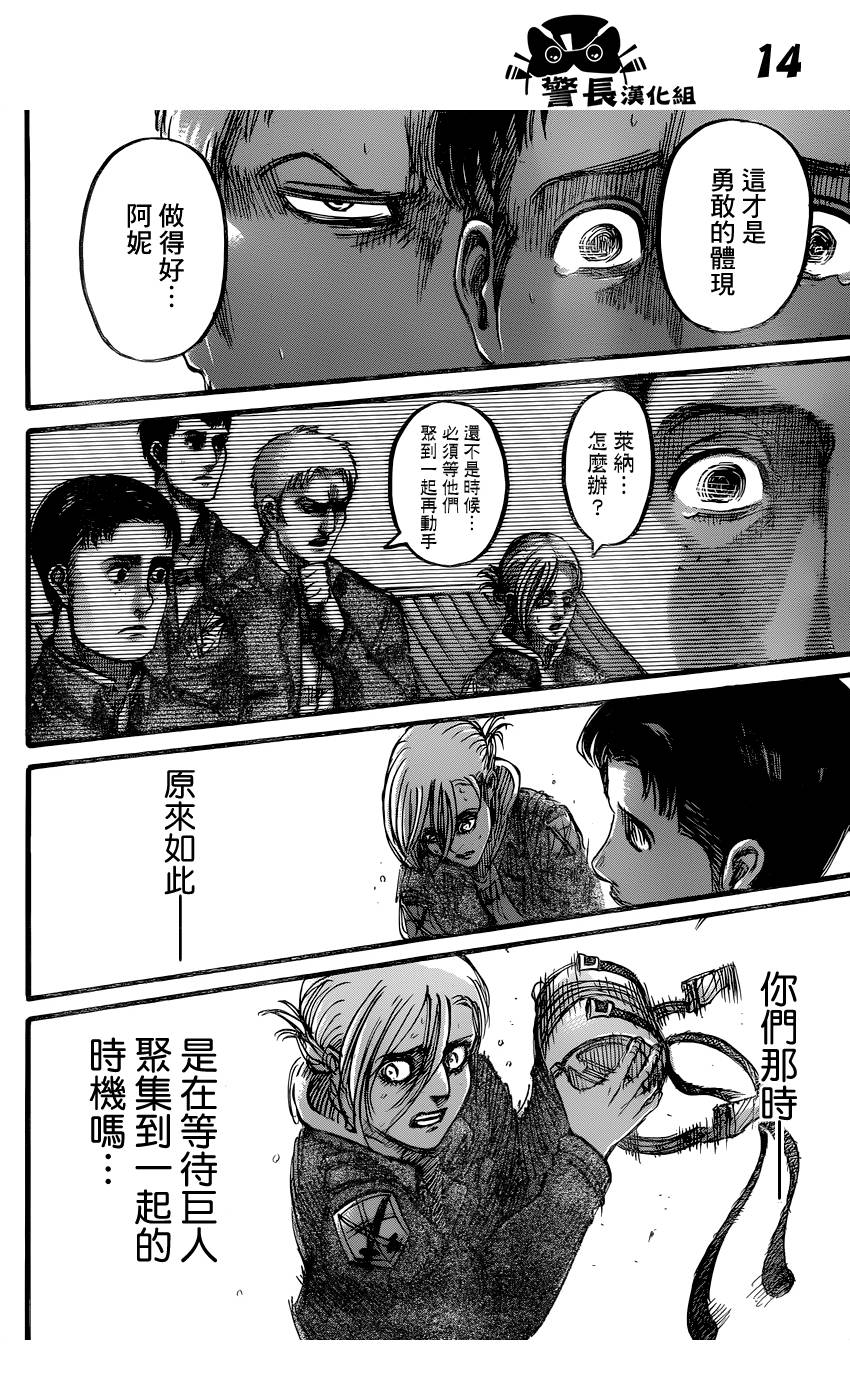 警長漢化組
14
這才是
勇敢的體現
做得好…
阿妮
萊納…
怎麼辦？
還不是時候…
必須等他們
聚到一起再動手
原來如此—
你們那時—
是在等待巨人
聚集到一起的
時機嗎…